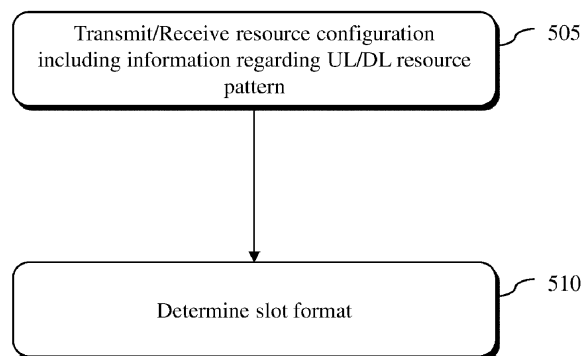 Transmit/Receive resource configuration
including information regarding UL/DL resource
pattern
505
Determine slot format
510